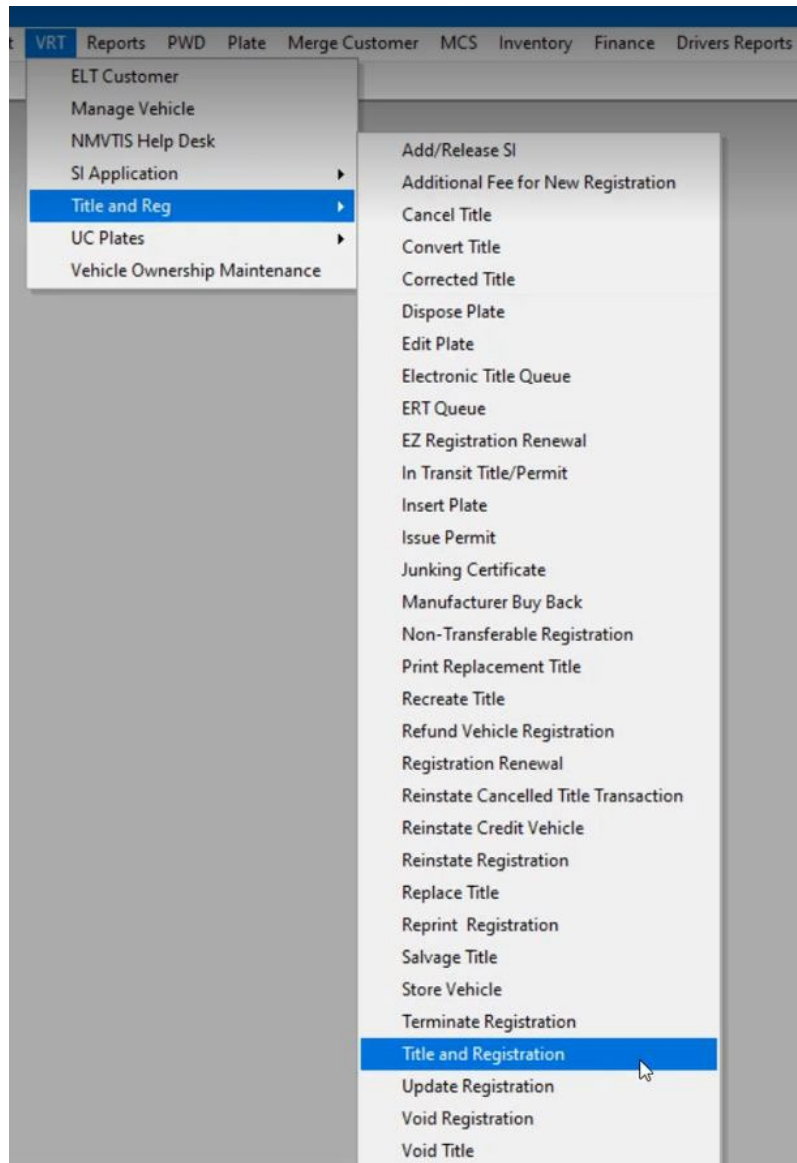 t VRT Reports PWD Plate Merge Customer MCS Inventory Finance Drivers Reports
ELT Customer
Manage Vehicle
NMVTIS Help Desk
SI Application
Title and Reg
UC Plates
Vehicle Ownership Maintenance
Add/Release SI
Additional Fee for New Registration
Cancel Title
Convert Title
Corrected Title
Dispose Plate
Edit Plate
Electronic Title Queue
ERT Queue
EZ Registration Renewal
In Transit Title/Permit
Insert Plate
Issue Permit
Junking Certificate
Manufacturer Buy Back
Non-Transferable Registration
Print Replacement Title
Recreate Title
Refund Vehicle Registration
Registration Renewal
Reinstate Cancelled Title Transaction
Reinstate Credit Vehicle
Reinstate Registration
Replace Title
Reprint Registration
Salvage Title
Store Vehicle
Terminate Registration
Title and Registration
Update Registration
Void Registration
Void Title